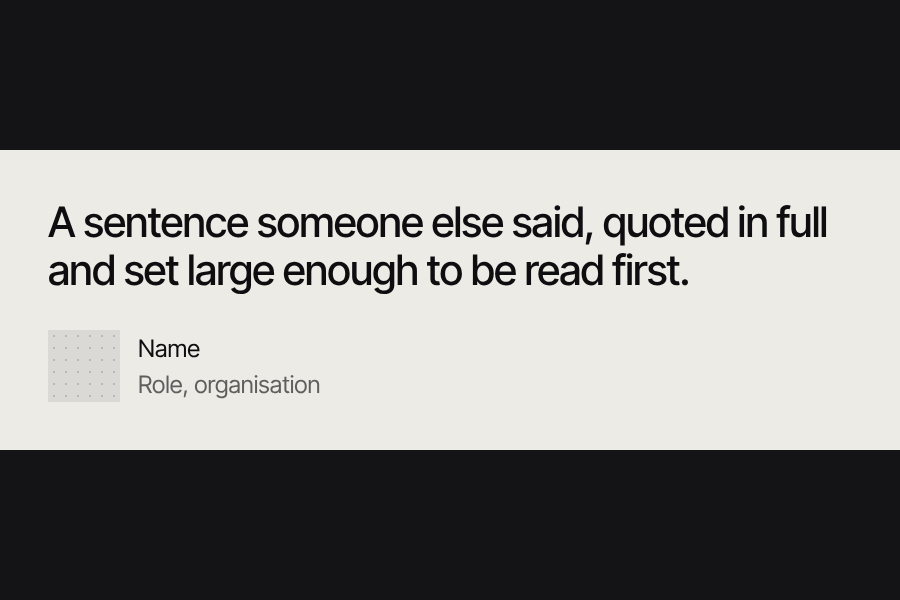 A sentence someone else said, quoted in full
and set large enough to be read first.
Name
Role, organisation